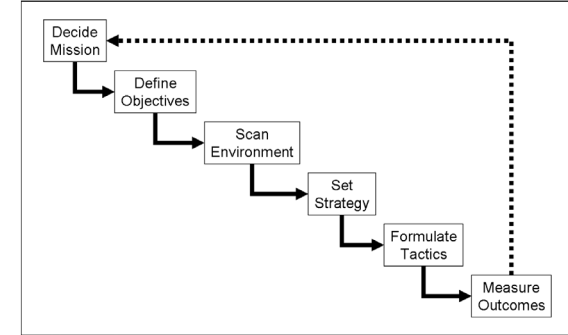 Decide
Mission
Define
Objectives
Scan
Environment
Set
Strategy
Formulate
Tactics
Measure
Outcomes